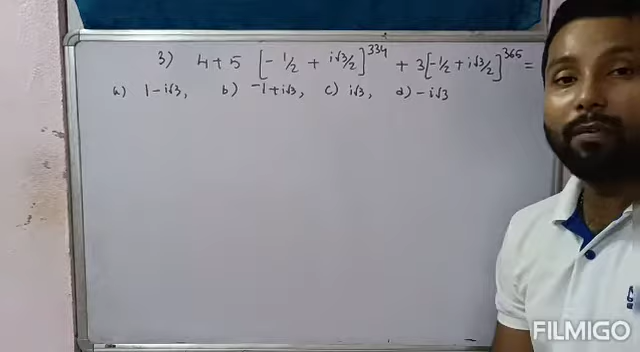 3) 4+5 [-1/2 + i√3/2]^334 + 3[-1/2+i√3/2]^365 =
a) 1-i√3, b) -1+i√3, c) i√3, d) -i√3
FILMIGO